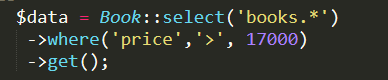 $data = Book::select('books.*')
->where('price','>', 17000)
->get();